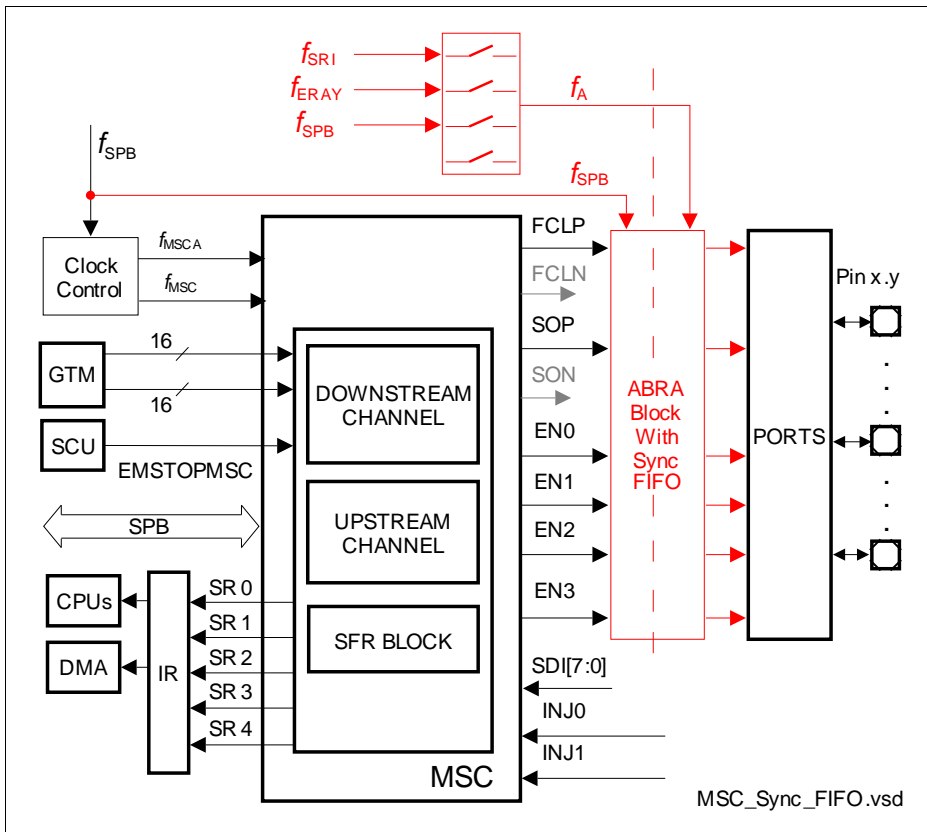 fSRI
fERAY
fSPB
fA
fSPB
fSPB
Clock
Control
fMSCA
fMSC
GTM
16
16
SCU
EMSTOPMSC
SPB
CPUs
DMA
IR
SR 0
SR 1
SR 2
SR 3
SR 4
DOWNSTREAM
CHANNEL
UPSTREAM
CHANNEL
SFR BLOCK
MSC
FCLP
FCLN
SOP
SON
EN0
EN1
EN2
EN3
SDI[7:0]
INJ0
INJ1
ABRA
Block
With
Sync
FIFO
PORTS
Pin x.y
MSC_Sync_FIFO.vsd